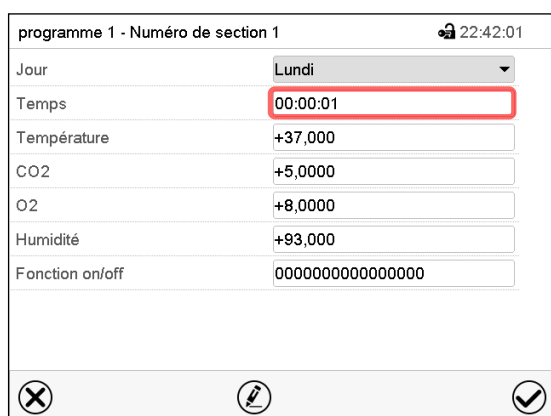 programme 1 - Numéro de section 1 22:42:01
Jour Lundi
Temps 00:00:01
Température +37,000
CO2 +5,0000
O2 +8,0000
Humidité +93,000
Fonction on/off 0000000000000000